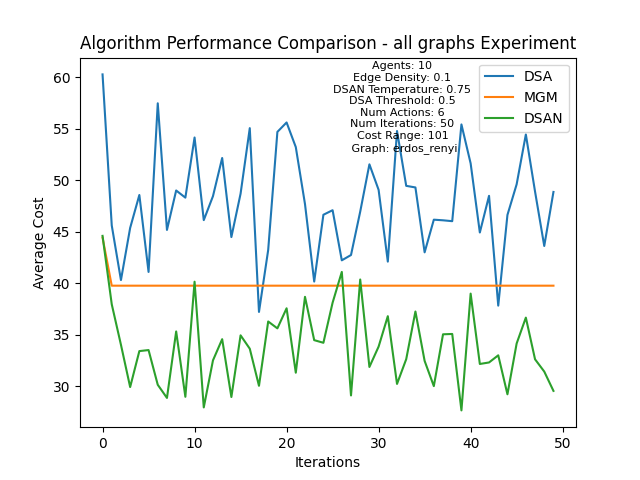 Algorithm Performance Comparison - all graphs Experiment
Agents: 10
Edge Density: 0.1
DSAN Temperature: 0.75
DSA Threshold: 0.5
Num Actions: 6
Num Iterations: 50
Cost Range: 101
Graph: erdos_renyi
DSA
MGM
DSAN
Average Cost
60
55
50
45
40
35
30
0
10
20
30
40
50
Iterations